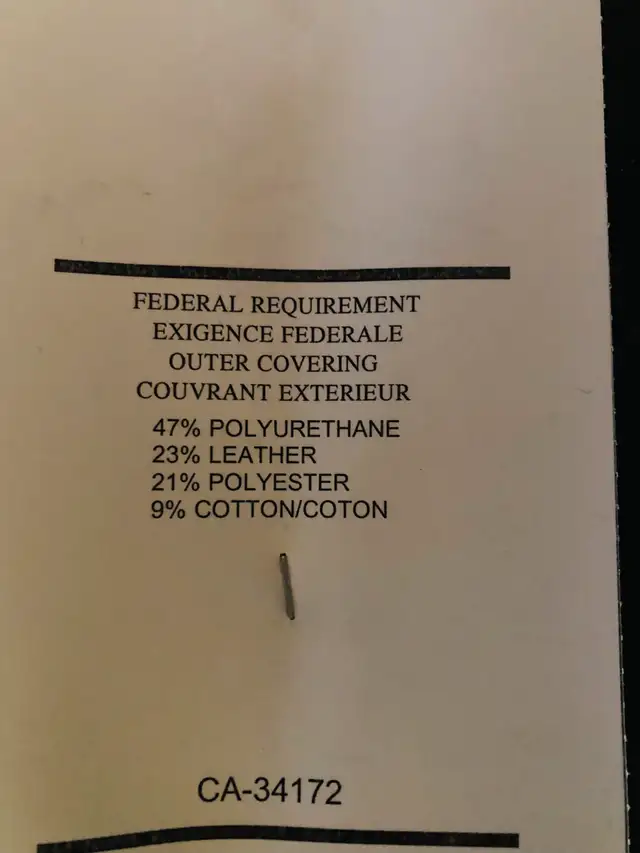 FEDERAL REQUIREMENT
EXIGENCE FEDERALE
OUTER COVERING
COUVRANT EXTERIEUR
47% POLYURETHANE
23% LEATHER
21% POLYESTER
9% COTTON/COTON
CA-34172